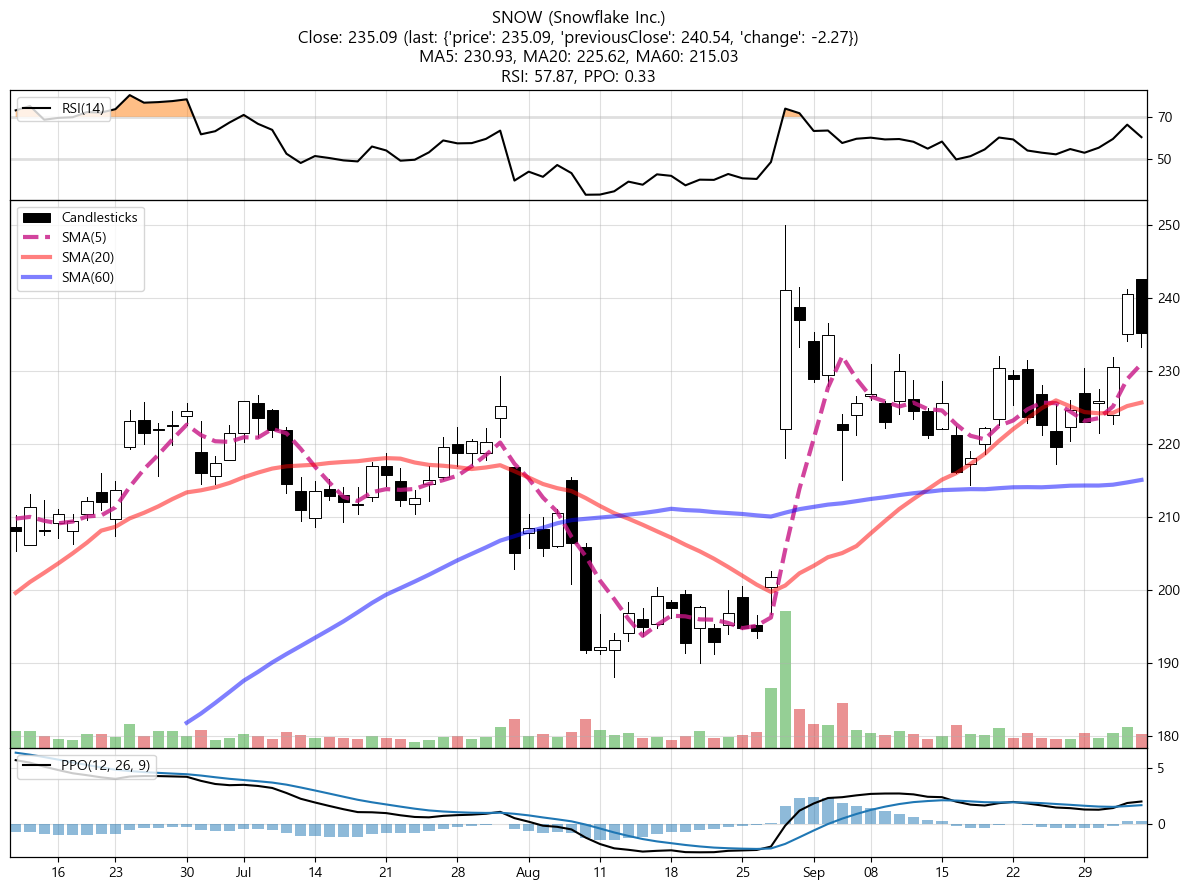 SNOW (Snowflake Inc.)
Close: 235.09 (last: {'price': 235.09, 'previousClose': 240.54, 'change': -2.27})
MA5: 230.93, MA20: 225.62, MA60: 215.03
RSI: 57.87, PPO: 0.33
RSI(14)
70
50
Candlesticks
SMA(5)
SMA(20)
SMA(60)
250
240
230
220
210
200
190
180
PPO(12, 26, 9)
5
0
16 23 30 Jul 14 21 28 Aug 11 18 25 Sep 08 15 22 29